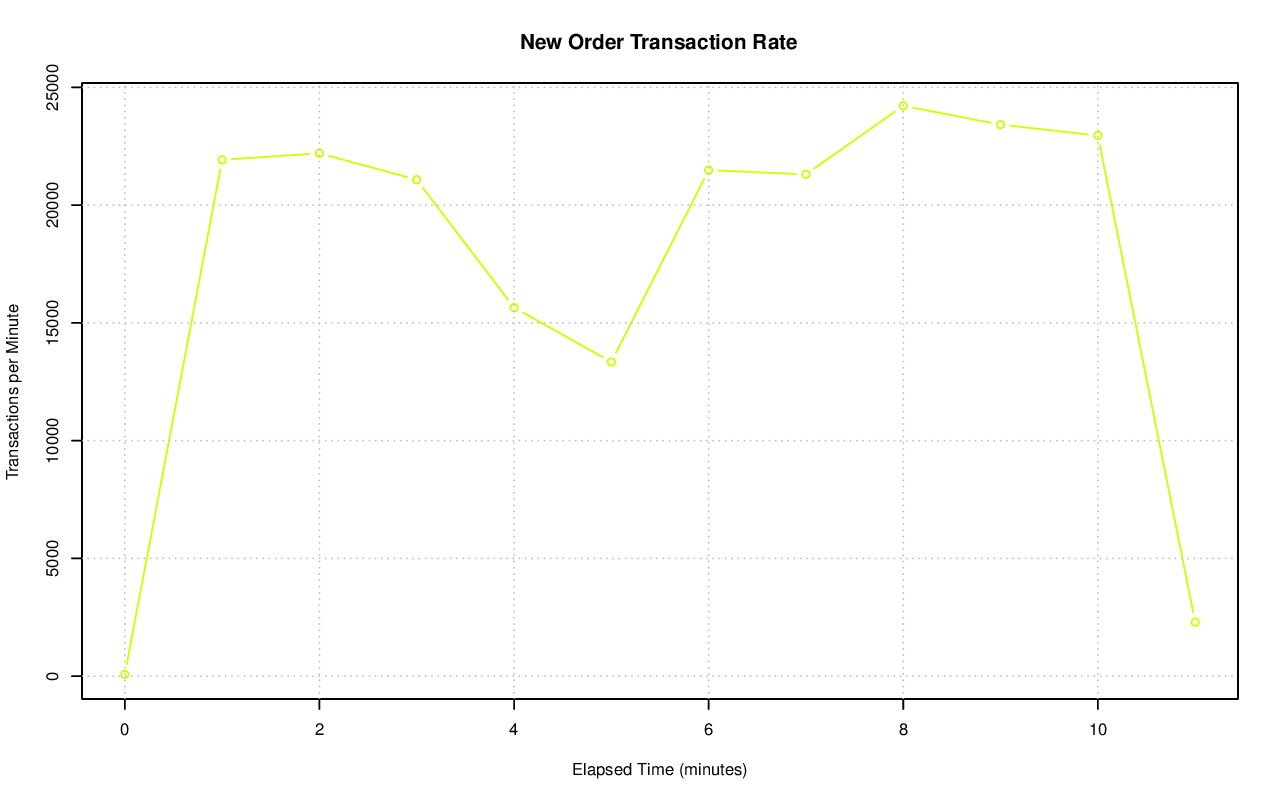 New Order Transaction Rate
Transactions per Minute
25000
20000
15000
10000
5000
0
0 2 4 6 8 10
Elapsed Time (minutes)